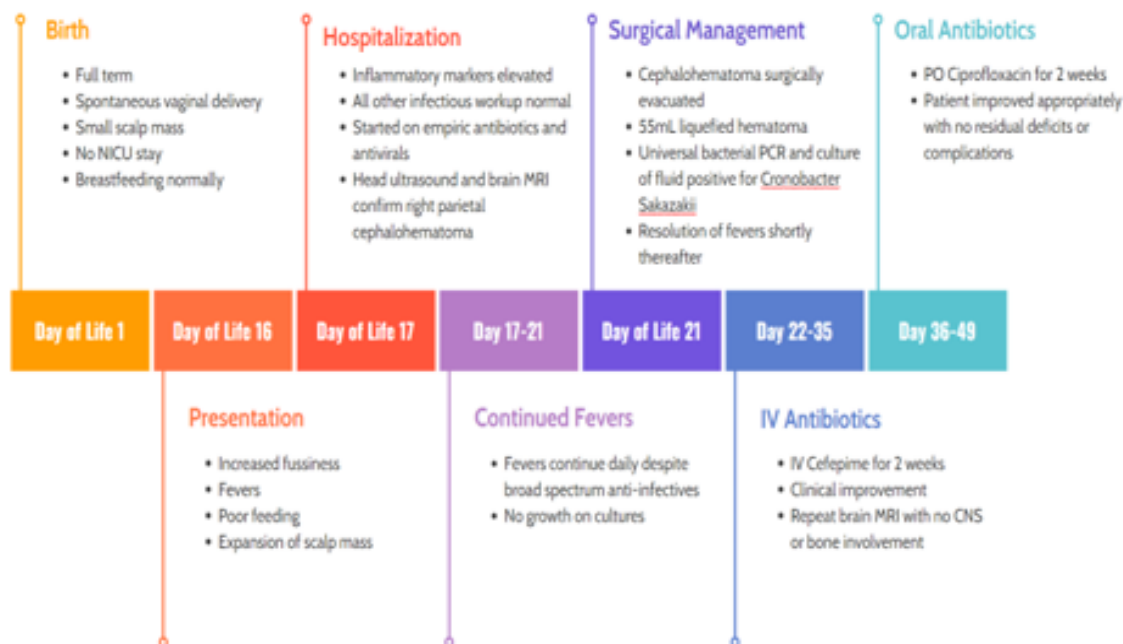 Birth
• Full term
• Spontaneous vaginal delivery
• Small scalp mass
• No NICU stay
• Breastfeeding normally
Hospitalization
• Inflammatory markers elevated
• All other infectious workup normal
• Started on empiric antibiotics and
antivirals
• Head ultrasound and brain MRI
confirm right parietal
cephalohematoma
Surgical Management
• Cephalohematoma surgically
evacuated
• 55mL liquefied hematoma
• Universal bacterial PCR and culture
of fluid positive for Cronobacter
Sakazakii
• Resolution of fevers shortly
thereafter
Oral Antibiotics
• PO Ciprofloxacin for 2 weeks
• Patient improved appropriately
with no residual deficits or
complications
Day of Life 1
Day of Life 16
Day of Life 17
Day 17-21
Day of Life 21
Day 22-35
Day 36-49
Presentation
• Increased fussiness
• Fevers
• Poor feeding
• Expansion of scalp mass
Continued Fevers
• Fevers continue daily despite
broad spectrum anti-infectives
• No growth on cultures
IV Antibiotics
• IV Cefepime for 2 weeks
• Clinical improvement
• Repeat brain MRI with no CNS
or bone involvement